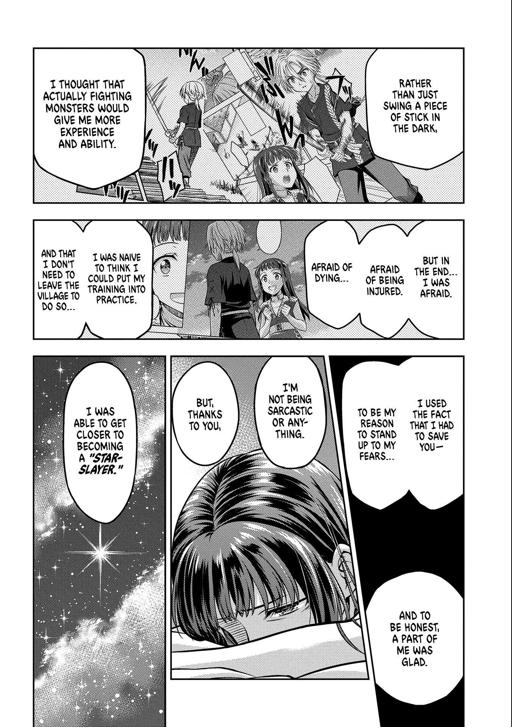 RATHER
THAN JUST
SWING A PIECE
OF STICK
IN THE
DARK,
I THOUGHT THAT
ACTUALLY FIGHTING
MONSTERS WOULD
GIVE ME MORE
EXPERIENCE
AND ABILITY.
BUT IN
THE END...
I WAS
AFRAID.
AFRAID
OF BEING
INJURED.
AFRAID OF
DYING...
I WAS NAIVE
TO THINK I
COULD PUT MY
TRAINING INTO
PRACTICE.
AND THAT
I DON'T
NEED TO
LEAVE THE
VILLAGE TO
DO SO...
I USED
THE FACT
THAT I HAD
TO SAVE
YOU—
TO BE MY
REASON
TO STAND
UP TO MY
FEARS...
AND TO
BE HONEST,
A PART OF
ME WAS
GLAD.
I'M
NOT BEING
SARCASTIC
OR ANY-
THING.
BUT,
THANKS
TO YOU,
I WAS
ABLE TO GET
CLOSER TO
BECOMING
A "STAR-
SLAYER."